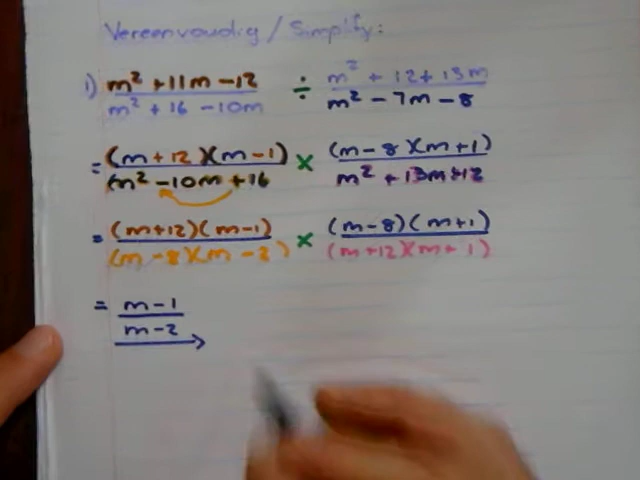 Vereenvoudig / Simplify:
1) (m² + 11m - 12)/(m² + 16 - 10m) ÷ (m² + 12 + 13m)/(m² - 7m - 8)
= ((m + 12)(m - 1))/(m² - 10m + 16) × ((m - 8)(m + 1))/(m² + 13m + 12)
= ((m + 12)(m - 1))/((m - 8)(m - 2)) × ((m - 8)(m + 1))/((m + 12)(m + 1))
= (m - 1)/(m - 2)